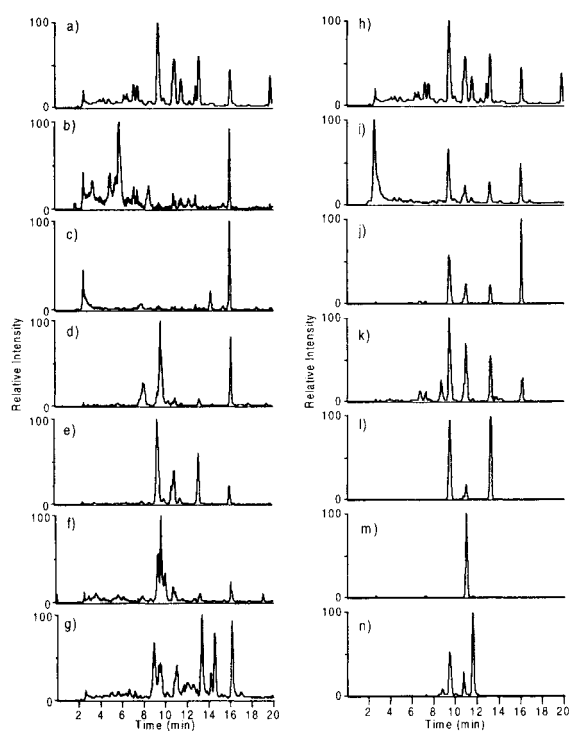 100 a)
0
100 b)
0
100 c)
0
100 d)
0
100 e)
0
100 f)
0
100 g)
0
0 2 4 6 8 10 12 14 16 18 20
Time (min)
Relative Intensity
100 h)
0
100 i)
0
100 j)
0
100 k)
0
100 l)
0
100 m)
0
100 n)
0
2 4 6 8 10 12 14 16 18 20
Time (min)
Relative Intensity